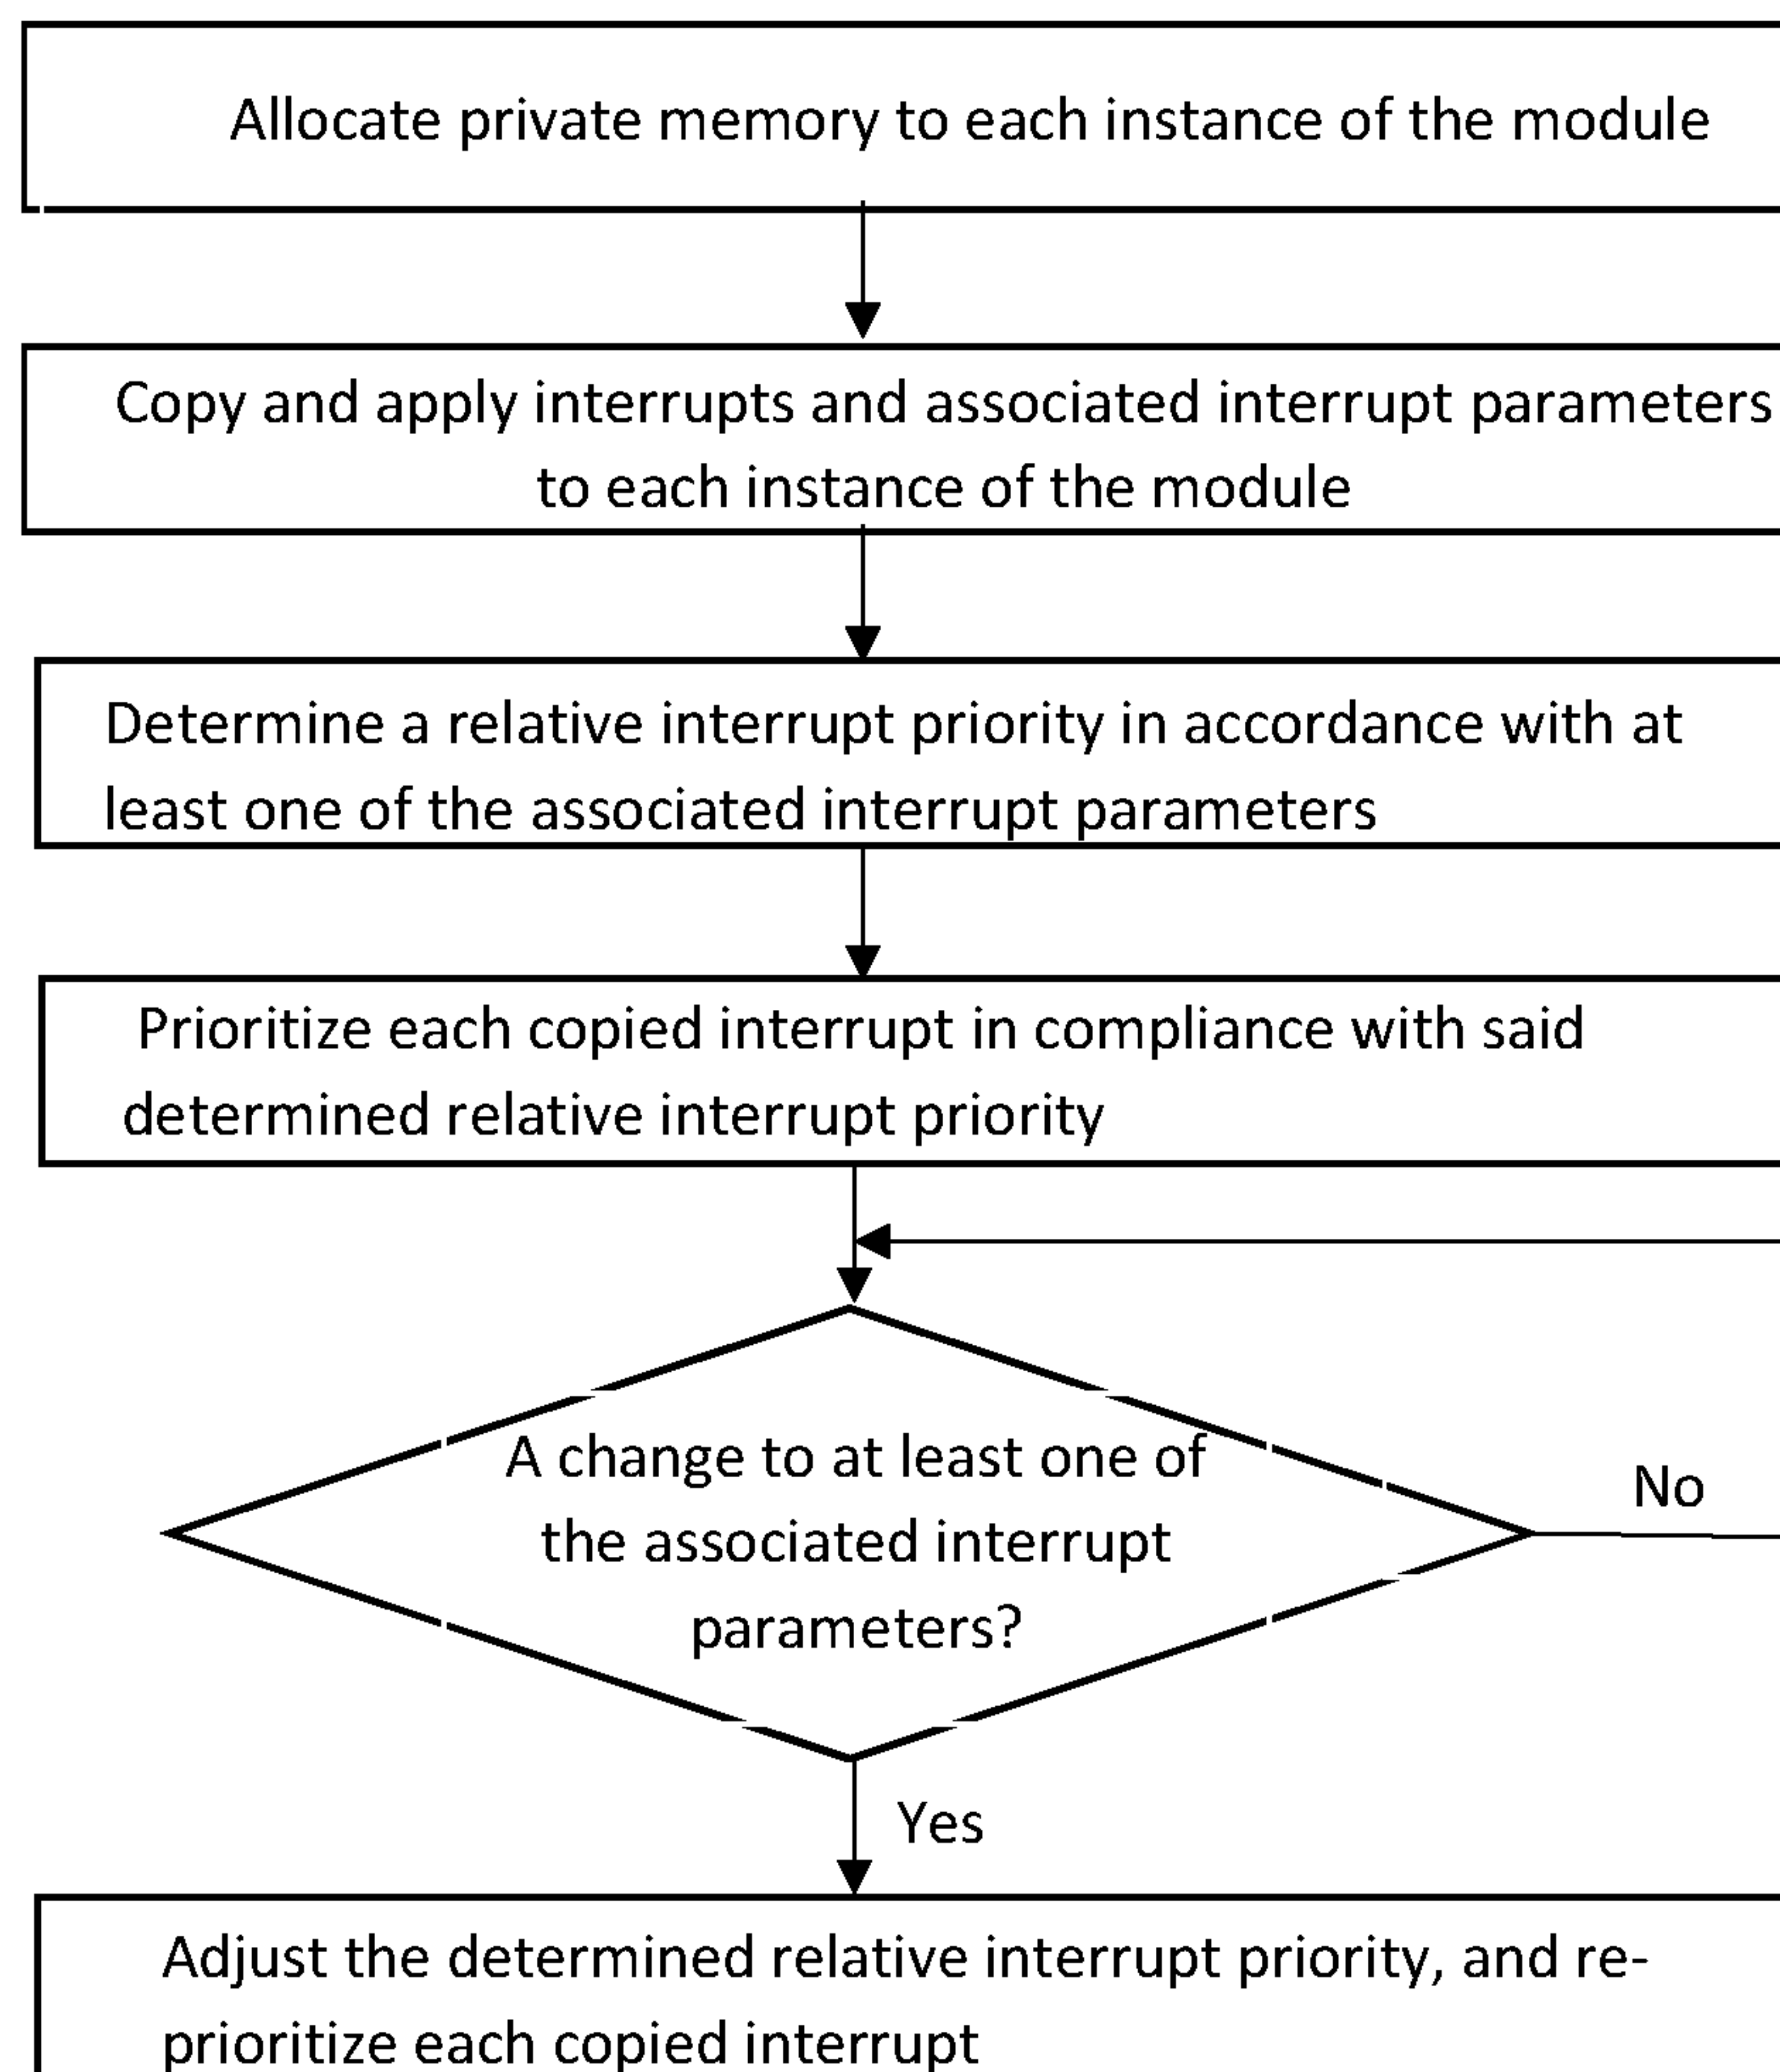 Allocate private memory to each instance of the module
Copy and apply interrupts and associated interrupt parameters
to each instance of the module
Determine a relative interrupt priority in accordance with at
least one of the associated interrupt parameters
Prioritize each copied interrupt in compliance with said
determined relative interrupt priority
A change to at least one of
the associated interrupt
parameters?
No
Yes
Adjust the determined relative interrupt priority, and re-
prioritize each copied interrupt